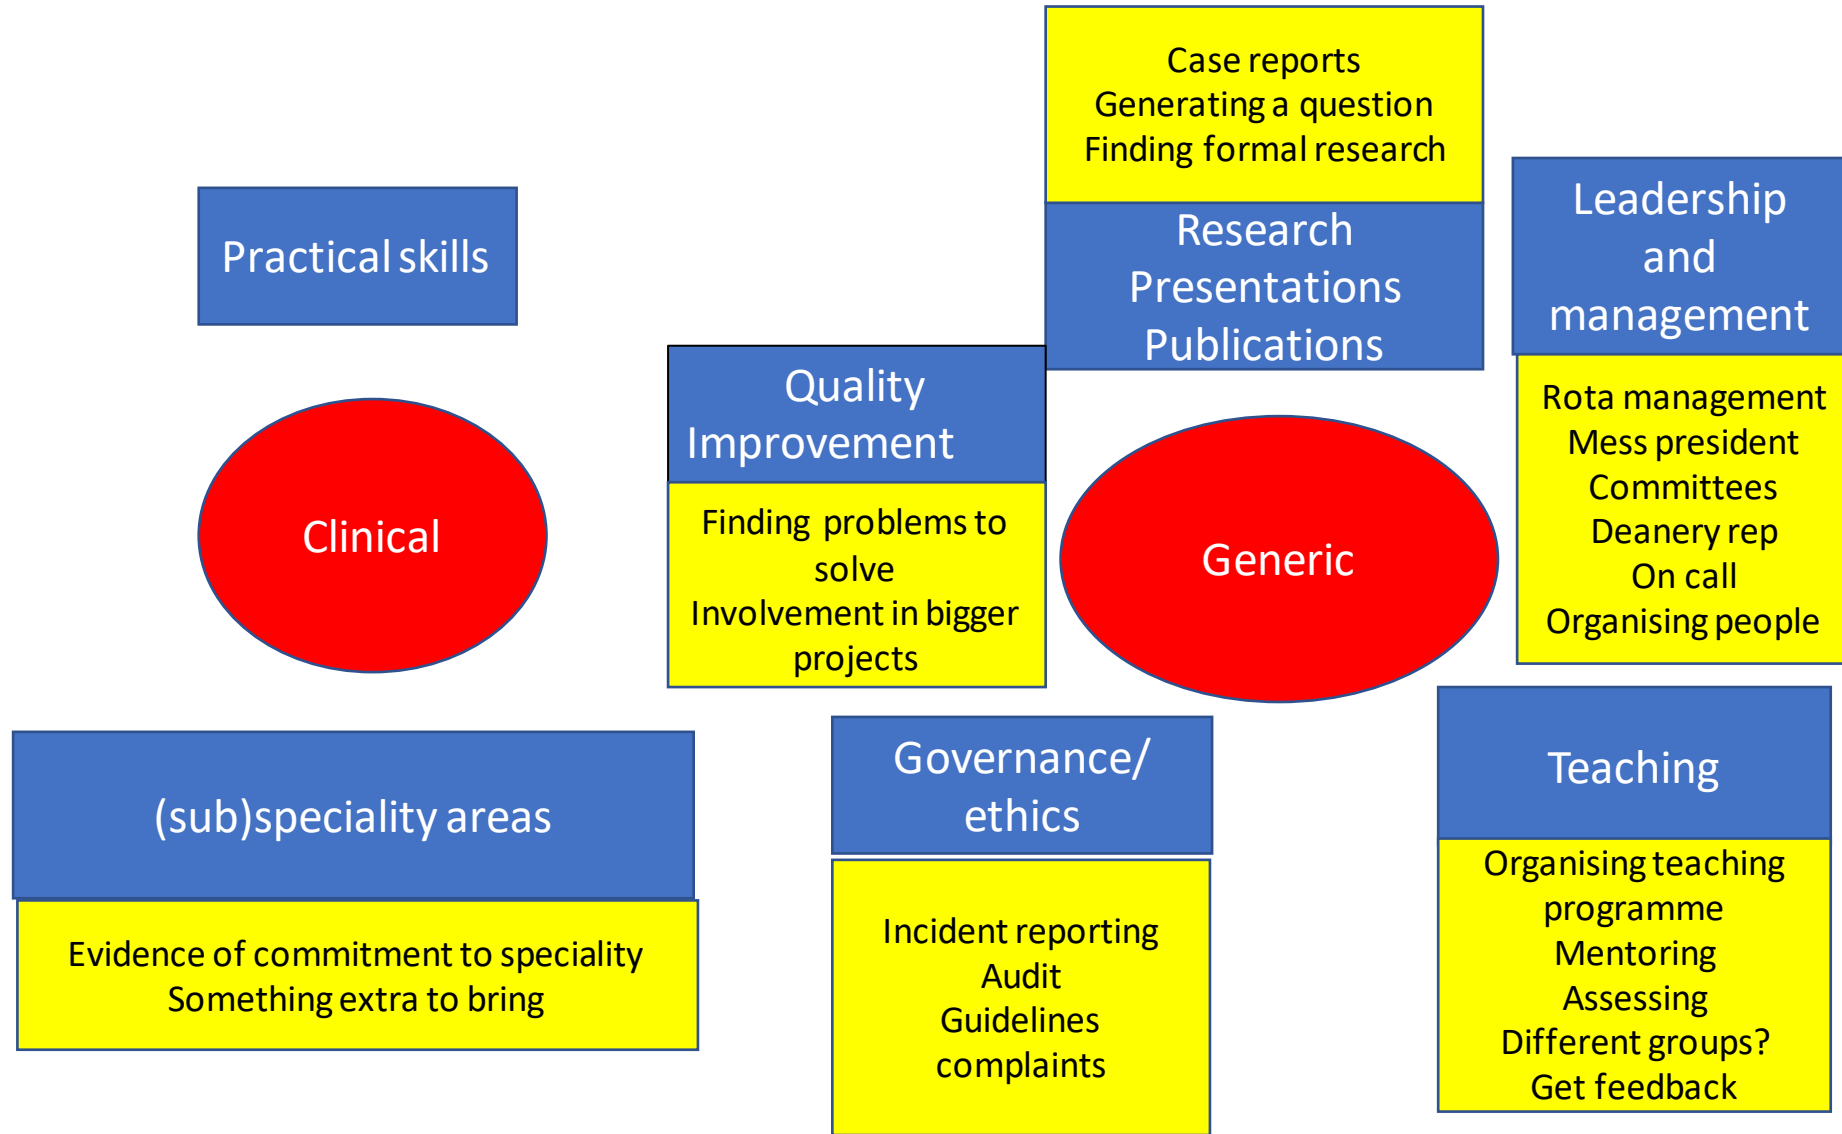 Case reports
Generating a question
Finding formal research
Research
Presentations
Publications
Leadership
and
management
Rota management
Mess president
Committees
Deanery rep
On call
Organising people
Practical skills
Quality
Improvement
Finding problems to
solve
Involvement in bigger
projects
Clinical
Generic
(sub)speciality areas
Evidence of commitment to speciality
Something extra to bring
Governance/
ethics
Incident reporting
Audit
Guidelines
complaints
Teaching
Organising teaching
programme
Mentoring
Assessing
Different groups?
Get feedback